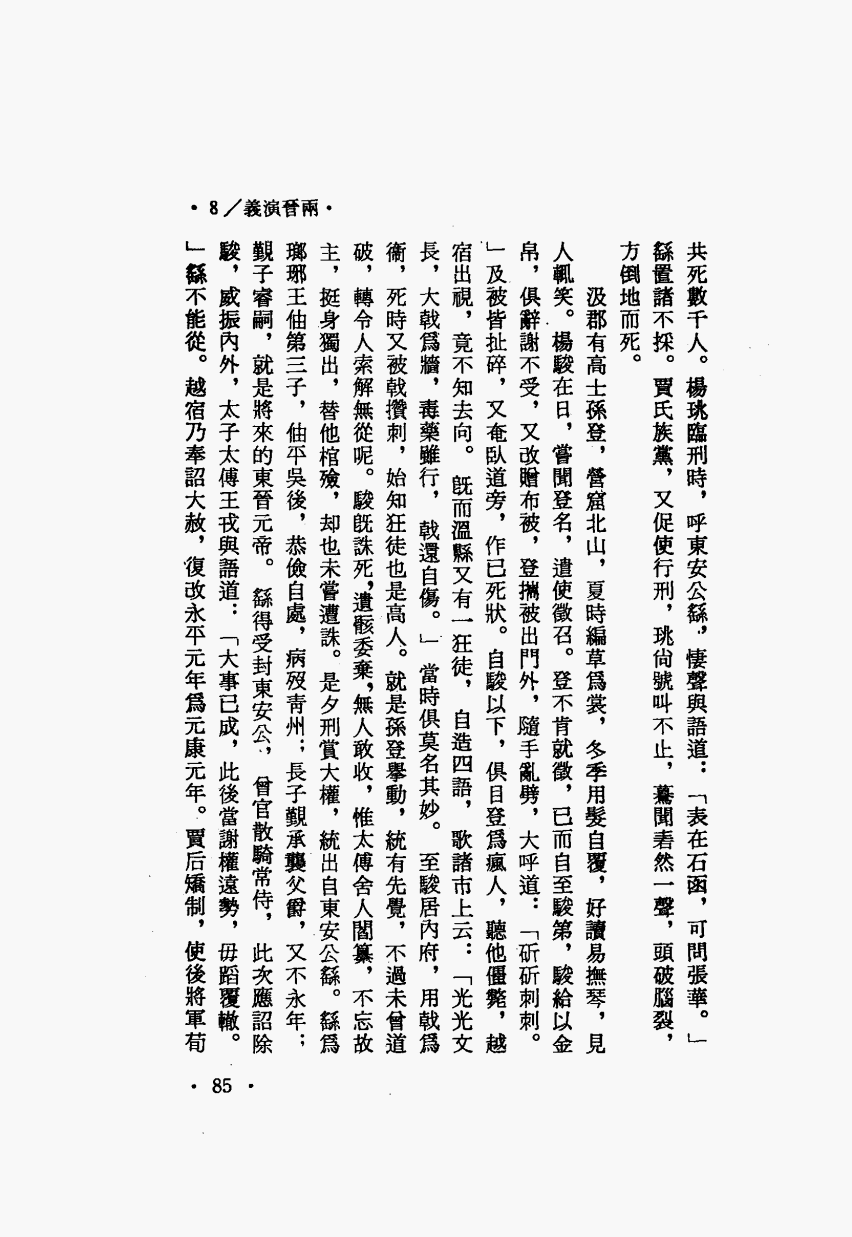 •8／義演晉兩•
共死數千人。楊珧臨刑時，呼東安公繇，悽聲與語道：「表在石函，可問張華。」
繇置諸不採。賈氏族黨，又促使行刑，珧尙號叫不止，驀聞砉然一聲，頭破腦裂，
方倒地而死。
汲郡有高士孫登，營窟北山，夏時編草爲裳，冬季用髮自覆，好讀易撫琴，見
人輒笑。楊駿在日，嘗聞登名，遣使徵召。登不肯就徵，已而自至駿第，駿給以金
帛，俱辭謝不受，又改贈布被，登攜被出門外，隨手亂劈，大呼道：「斫斫刺刺。
」及被皆扯碎，又奄臥道旁，作已死狀。自駿以下，俱目登爲瘋人，聽他僵斃，越
宿出視，竟不知去向。旣而溫縣又有一狂徒，自造四語，歌諸市上云：「光光文
長，大戟爲牆，毒藥雖行，戟還自傷。」當時俱莫名其妙。至駿居內府，用戟爲
衞，死時又被戟攢刺，始知狂徒也是高人。就是孫登擧動，統有先覺，不過未曾道
破，轉令人索解無從呢。駿旣誅死，遺骸委棄，無人敢收，惟太傅舍人閻纂，不忘故
主，挺身獨出，替他棺殮，却也未嘗遭誅。是夕刑賞大權，統出自東安公繇。繇爲
瑯琊王伷第三子，伷平吳後，恭儉自處，病歿靑州；長子覲承襲父爵，又不永年；
覲子睿嗣，就是將來的東晉元帝。繇得受封東安公，曾官散騎常侍，此次應詔除
駿，威振內外，太子太傅王戎與語道：「大事已成，此後當謝權遠勢，毋蹈覆轍。
」繇不能從。越宿乃奉詔大赦，復改永平元年爲元康元年。賈后矯制，使後將軍荀
•85•